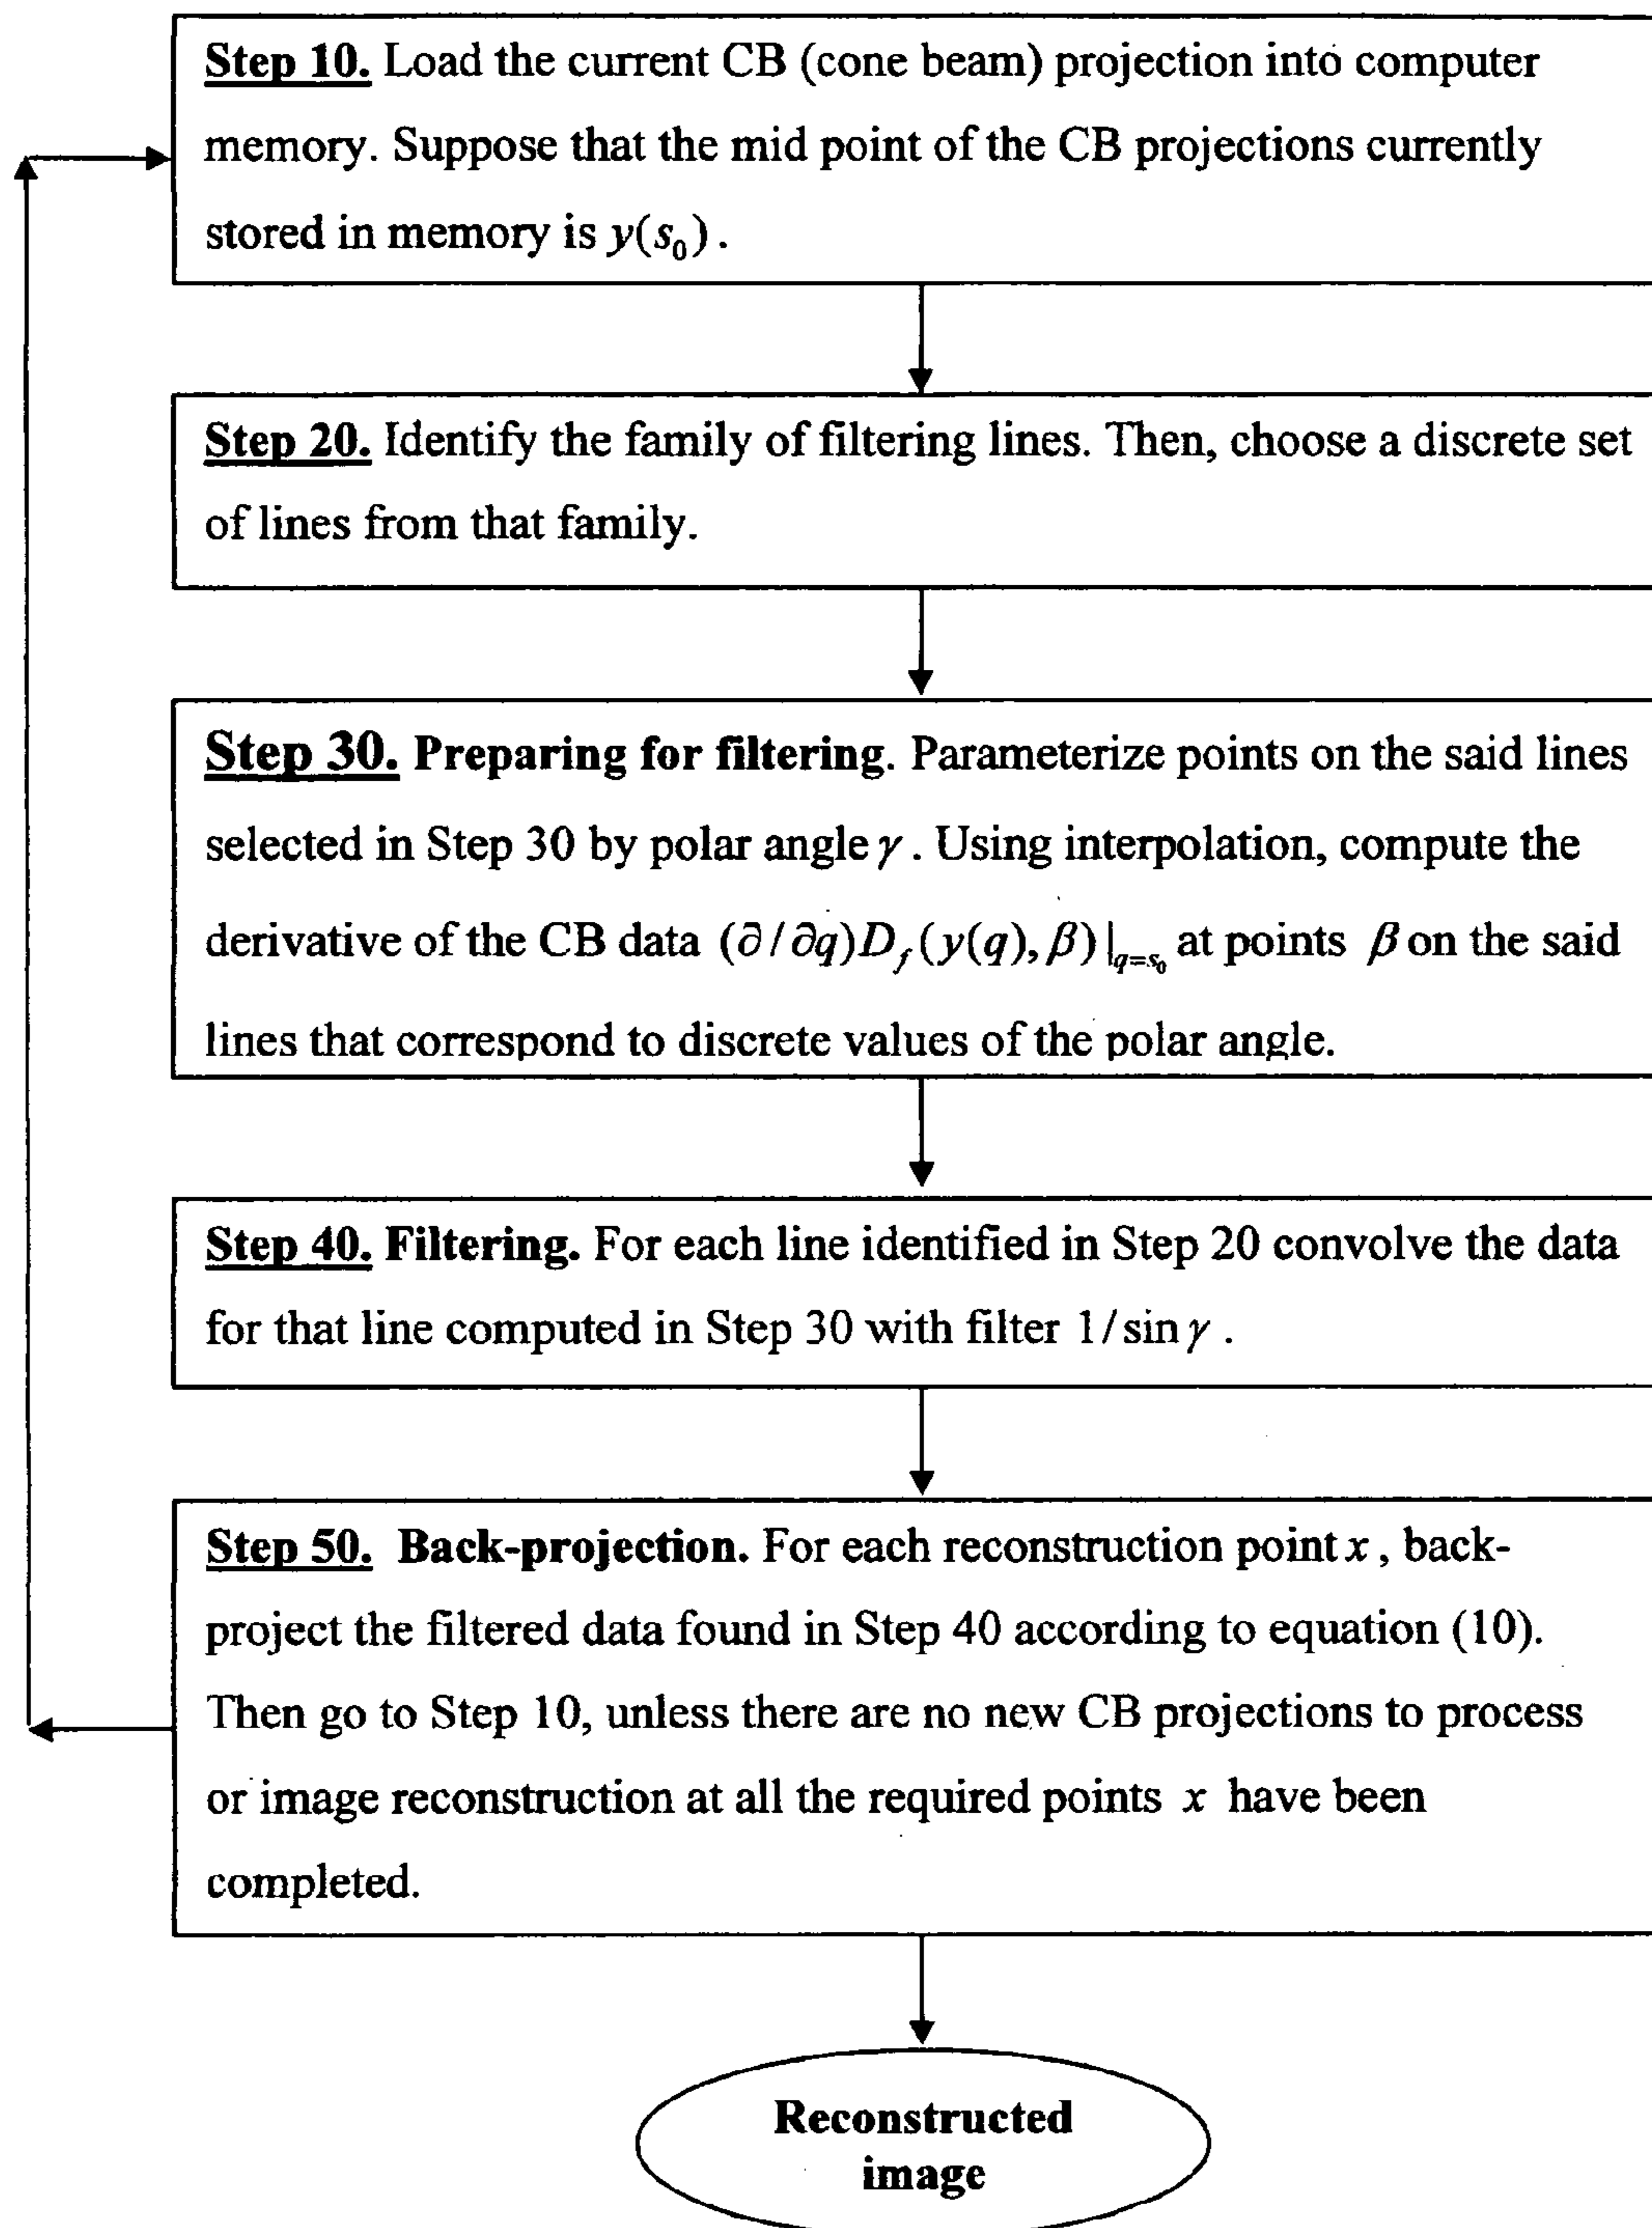 Step 10. Load the current CB (cone beam) projection into computer
memory. Suppose that the mid point of the CB projections currently
stored in memory is y(s₀).
Step 20. Identify the family of filtering lines. Then, choose a discrete set
of lines from that family.
Step 30. Preparing for filtering. Parameterize points on the said lines
selected in Step 30 by polar angle γ. Using interpolation, compute the
derivative of the CB data (∂/∂q)D_f(y(q),β)|_{q=s₀} at points β on the said
lines that correspond to discrete values of the polar angle.
Step 40. Filtering. For each line identified in Step 20 convolve the data
for that line computed in Step 30 with filter 1/sin γ.
Step 50. Back-projection. For each reconstruction point x, back-
project the filtered data found in Step 40 according to equation (10).
Then go to Step 10, unless there are no new CB projections to process
or image reconstruction at all the required points x have been
completed.
Reconstructed
image